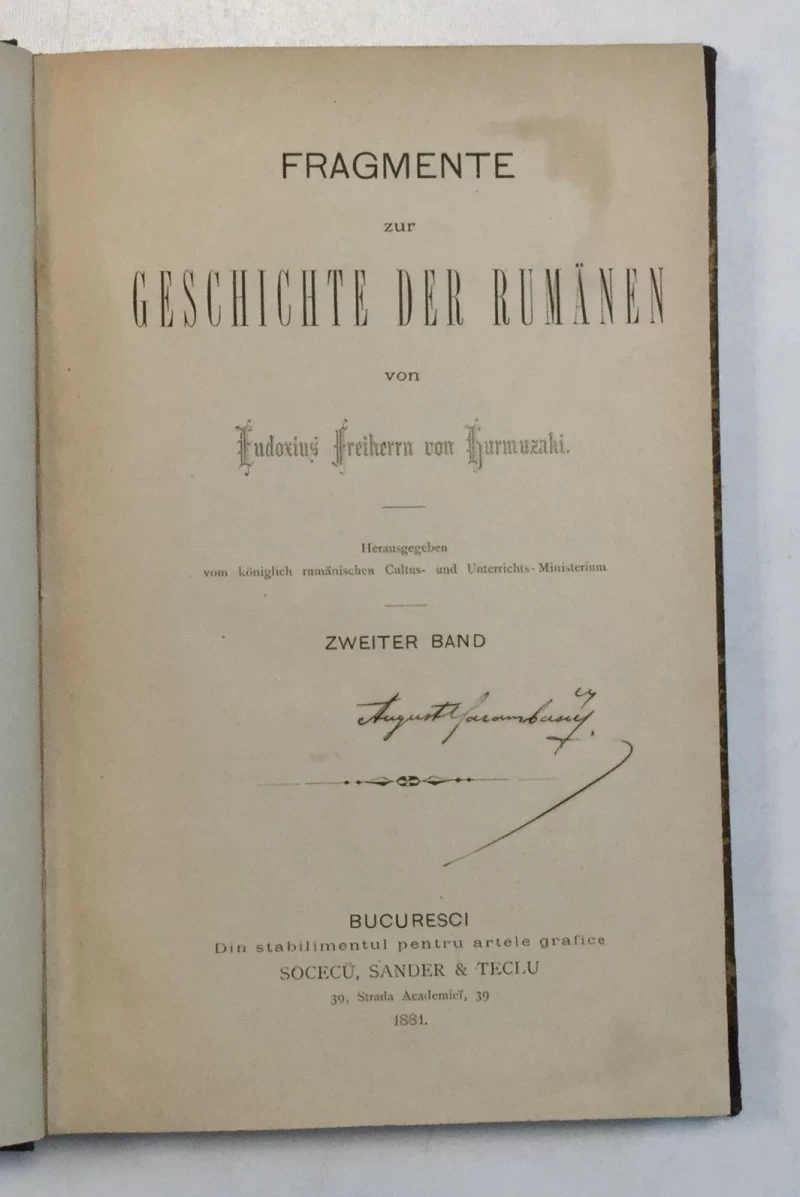 FRAGMENTE
zur
GESCHICHTE DER RUMÄNEN
von
Eudoxius Freiherrn von Hurmuzaki.
Herausgegeben
vom königlich rumänischen Cultus- und Unterrichts-Ministerium
ZWEITER BAND
August
BUCURESCI
Din stabilimentul pentru artele grafice
SOCECŬ, SANDER & TECLU
39, Strada Academieĭ, 39
1881.